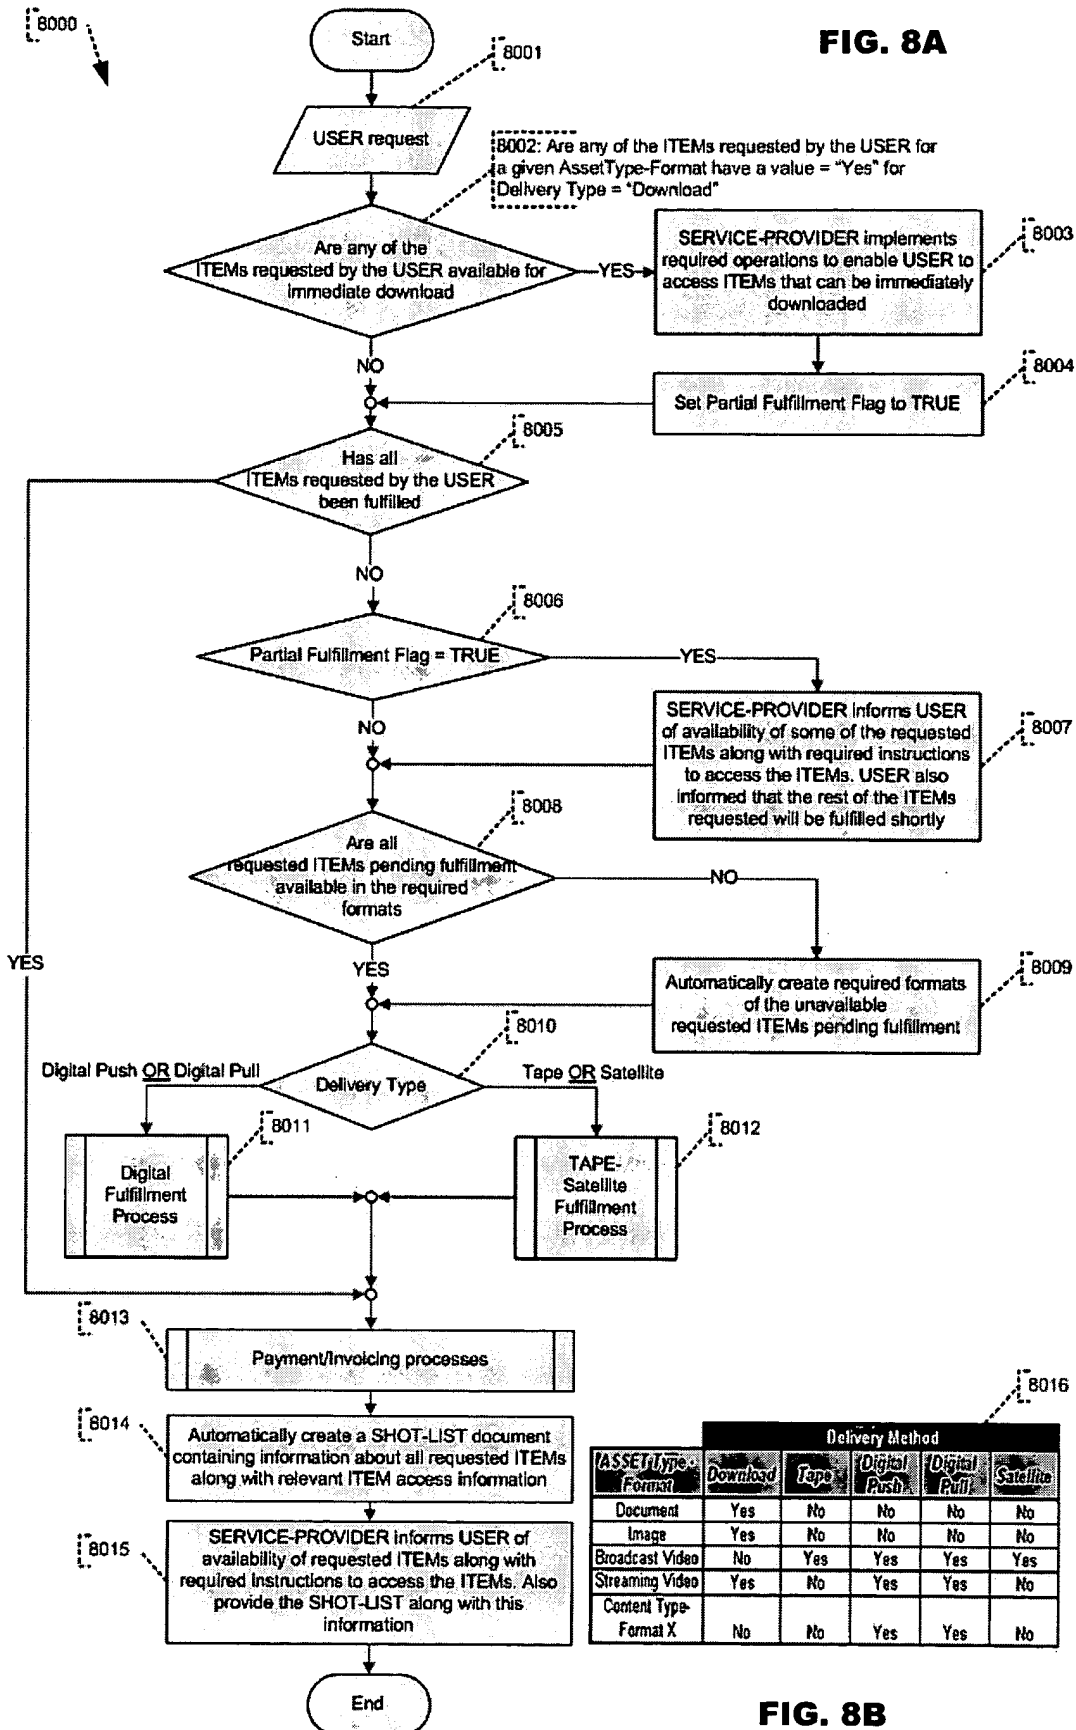 8000
Start
FIG. 8A
8001
USER request
8002: Are any of the ITEMs requested by the USER for
a given AssetType-Format have a value = "Yes" for
Delivery Type = "Download"
Are any of the
ITEMs requested by the USER available for
immediate download
YES
SERVICE-PROVIDER implements
required operations to enable USER to
access ITEMs that can be immediately
downloaded
8003
NO
8004
Set Partial Fulfillment Flag to TRUE
8005
Has all
ITEMs requested by the USER
been fulfilled
NO
8006
Partial Fulfillment Flag = TRUE
YES
NO
SERVICE-PROVIDER informs USER
of availability of some of the requested
ITEMs along with required instructions
to access the ITEMs. USER also
informed that the rest of the ITEMs
requested will be fulfilled shortly
8007
8008
Are all
requested ITEMs pending fulfillment
available in the required
formats
NO
YES
YES
Automatically create required formats
of the unavailable
requested ITEMs pending fulfillment
8009
8010
Digital Push OR Digital Pull
Delivery Type
Tape OR Satellite
8011
Digital
Fulfillment
Process
8012
TAPE-
Satellite
Fulfillment
Process
8013
Payment/Invoicing processes
8014
Automatically create a SHOT-LIST document
containing information about all requested ITEMs
along with relevant ITEM access information
8015
SERVICE-PROVIDER informs USER of
availability of requested ITEMs along with
required instructions to access the ITEMs. Also
provide the SHOT-LIST along with this
information
End
8016
Delivery Method
ASSET Type - Format Download Tape Digital Push Digital Pull Satellite
Document Yes No No No No
Image Yes No No No No
Broadcast Video No Yes Yes Yes Yes
Streaming Video Yes No Yes Yes No
Content Type-
Format X No No Yes Yes No
FIG. 8B